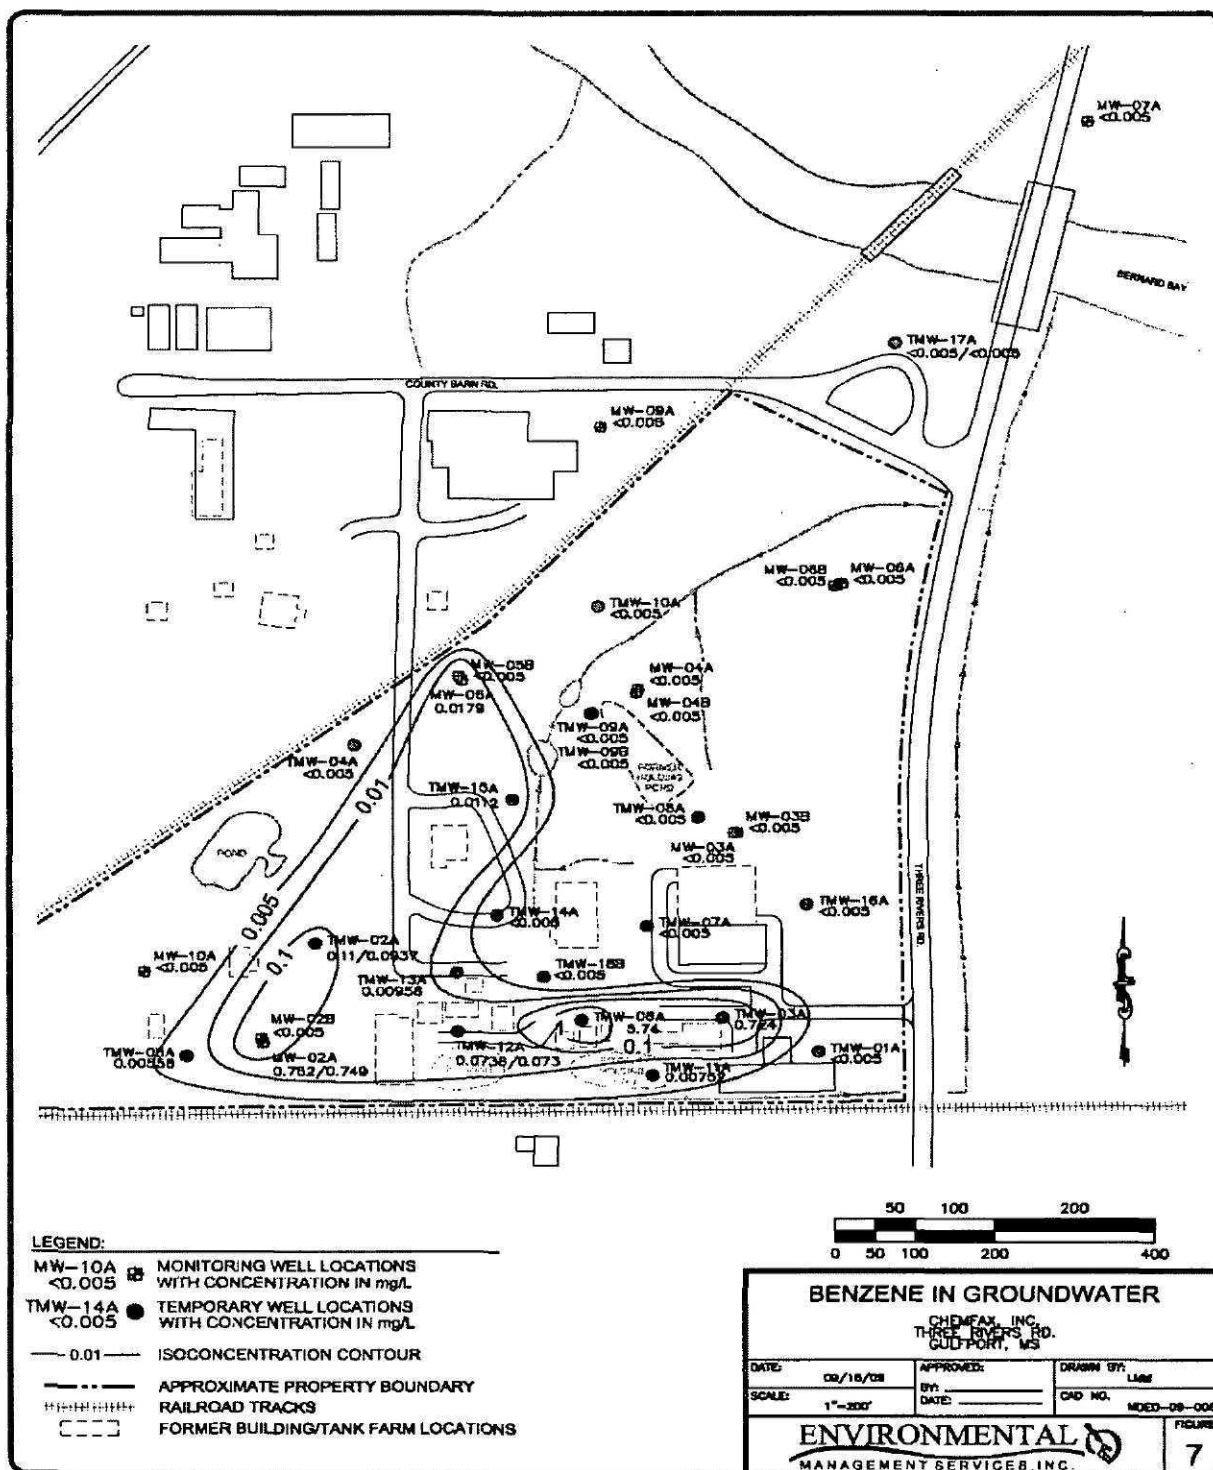 MW-07A
<0.005
BERNARD BAY
TMW-17A
<0.005/<0.005
COUNTY BARN RD.
MW-09A
<0.005
MW-06B
<0.005
MW-06A
<0.005
TMW-10A
<0.005
MW-05B
<0.005
MW-05A
0.0179
MW-04A
<0.005
MW-04B
<0.005
TMW-09A
<0.005
TMW-09B
<0.005
FORMER
HOLDING
POND
TMW-04A
<0.005
0.01
TMW-15A
0.0112
TMW-08A
<0.005
MW-03B
<0.005
MW-03A
<0.005
POND
THREE RIVERS RD.
0.005
TMW-14A
<0.005
TMW-16A
<0.005
TMW-07A
<0.005
TMW-02A
0.11/0.0937
0.1
MW-10A
<0.005
TMW-13A
0.00958
TMW-18B
<0.005
MW-02B
<0.005
MW-02A
0.762/0.749
TMW-05A
0.00558
TMW-12A
0.0738/0.073
1
TMW-06A
5.74
0.1
TMW-03A
0.724
TMW-01A
<0.005
TMW-11A
0.00752
50 100 200
0 50 100 200 400
LEGEND:
MW-10A
<0.005
MONITORING WELL LOCATIONS
WITH CONCENTRATION IN mg/L
TMW-14A
<0.005
TEMPORARY WELL LOCATIONS
WITH CONCENTRATION IN mg/L
0.01 ISOCONCENTRATION CONTOUR
APPROXIMATE PROPERTY BOUNDARY
RAILROAD TRACKS
FORMER BUILDING/TANK FARM LOCATIONS
BENZENE IN GROUNDWATER
CHEMFAX, INC.
THREE RIVERS RD.
GULFPORT, MS
DATE:
APPROVED:
BY:
DATE:
DRAWN BY:
LMM
SCALE:
1"=200'
CAD NO.
ENVIRONMENTAL
MANAGEMENT SERVICES, INC.
FIGURE
7